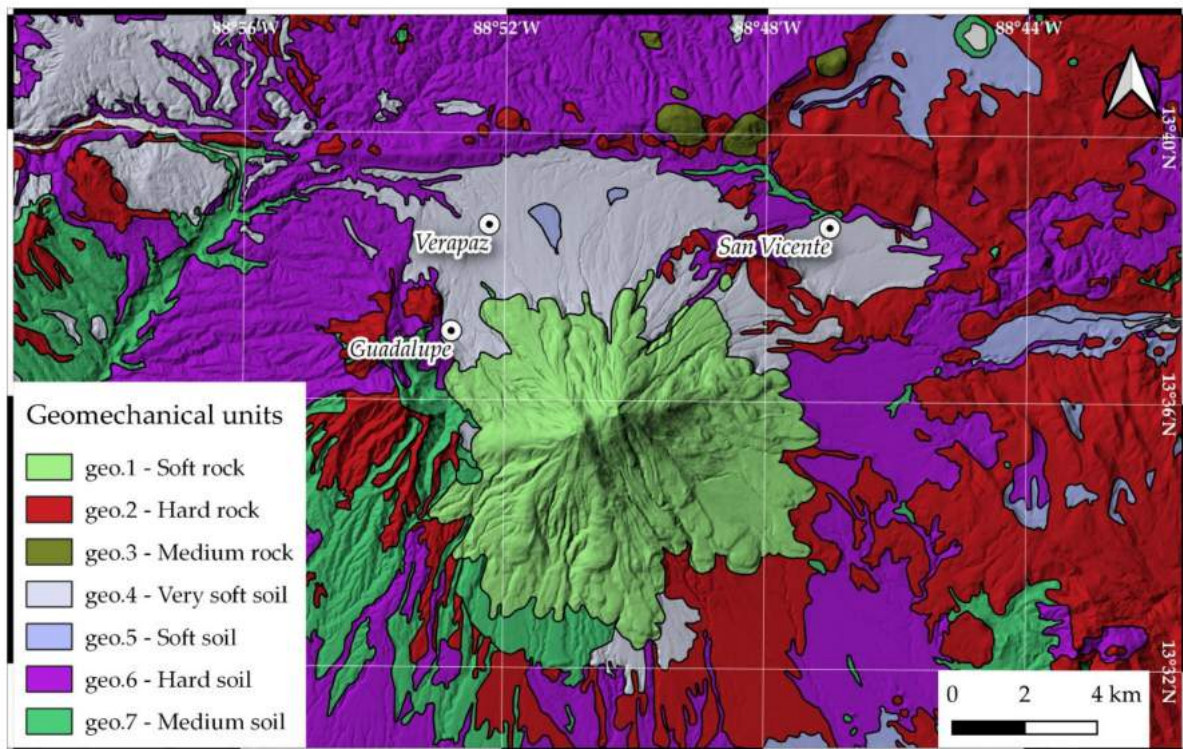 88°56'W
88°52'W
88°48'W
88°44'W
13°40'N
Verapaz
San Vicente
Guadalupe
13°36'N
Geomechanical units
geo.1 - Soft rock
geo.2 - Hard rock
geo.3 - Medium rock
geo.4 - Very soft soil
geo.5 - Soft soil
geo.6 - Hard soil
geo.7 - Medium soil
13°32'N
0 2 4 km